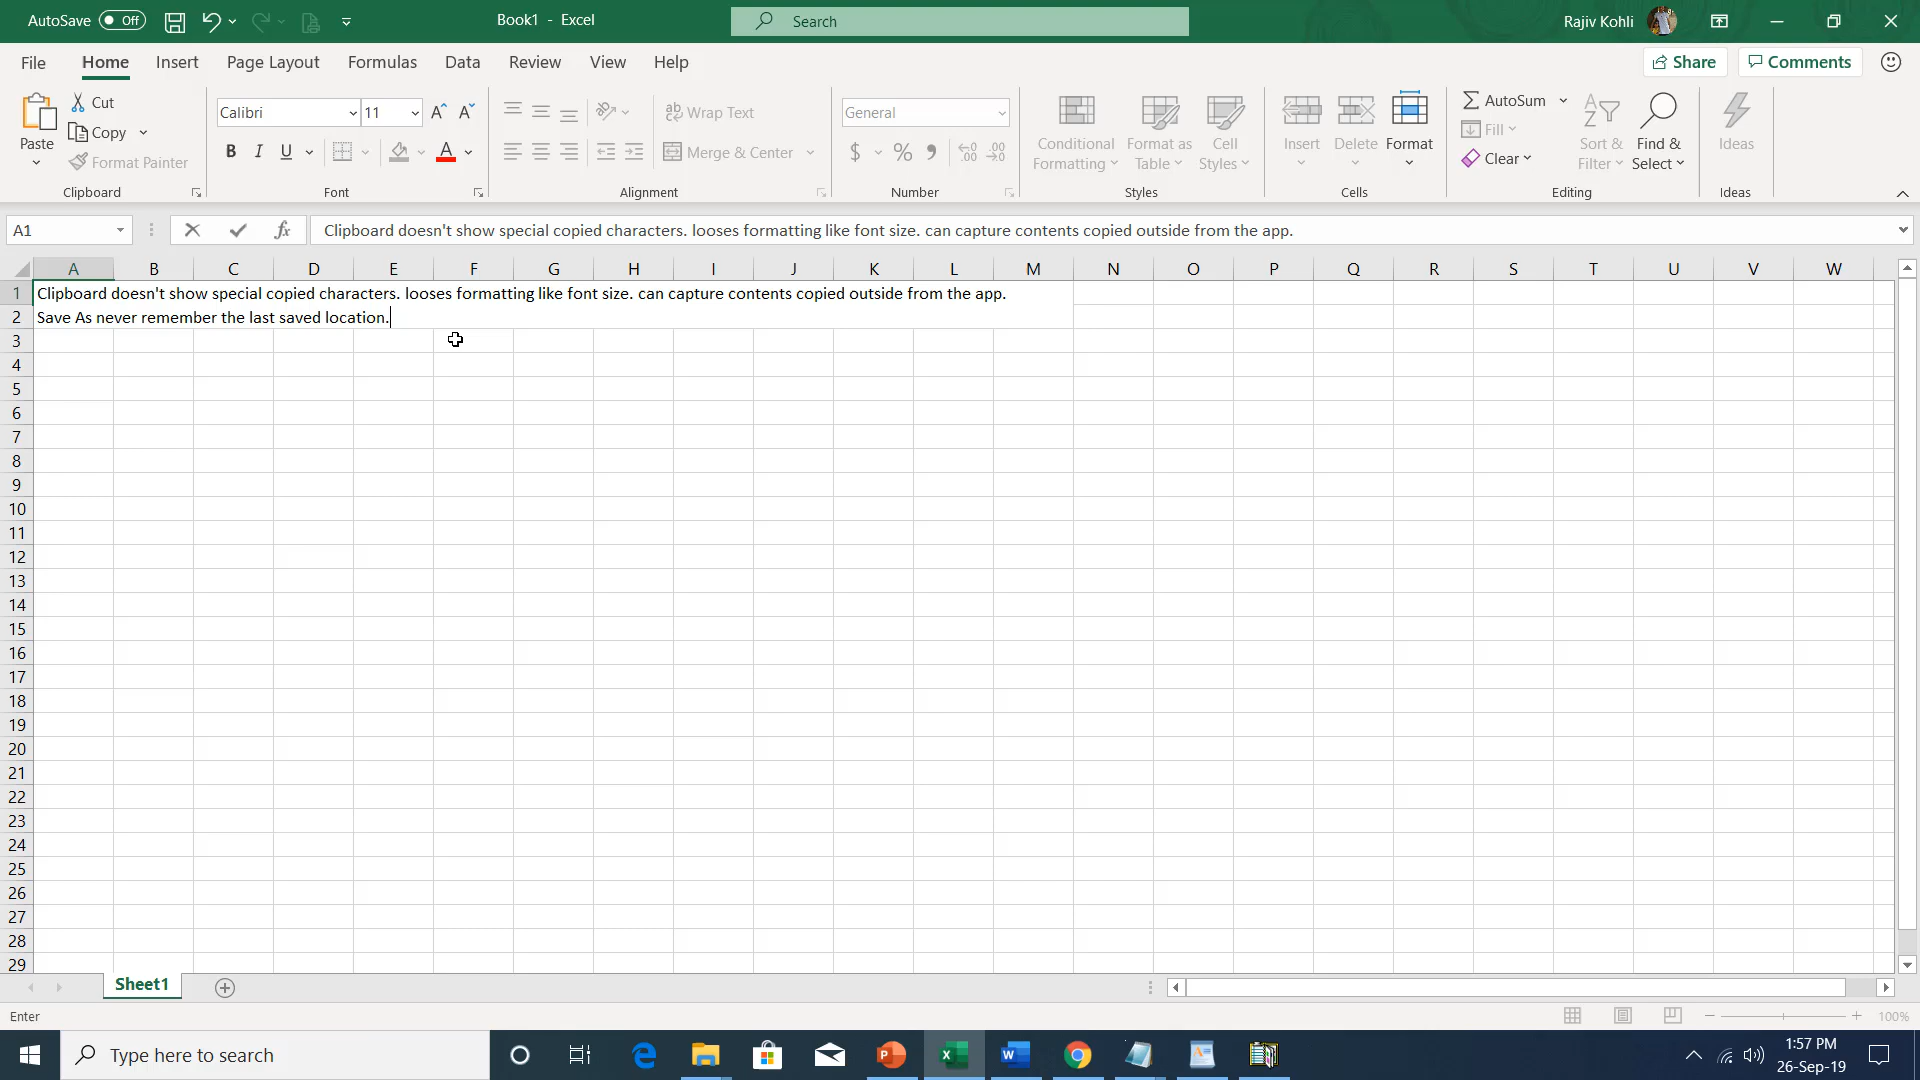 AutoSave Off Book1 - Excel Search Rajiv Kohli
File Home Insert Page Layout Formulas Data Review View Help Share Comments
Cut Calibri 11 A A ab Wrap Text General Conditional Format as Cell Insert Delete Format AutoSum Sort & Find & Ideas
Paste Copy B I U A Merge & Center $ % Formatting Table Styles Fill Filter Select
Format Painter Clear
Clipboard Font Alignment Number Styles Cells Editing Ideas
A1 fx Clipboard doesn't show special copied characters. looses formatting like font size. can capture contents copied outside from the app.
A B C D E F G H I J K L M N O P Q R S T U V W
1 Clipboard doesn't show special copied characters. looses formatting like font size. can capture contents copied outside from the app.
2 Save As never remember the last saved location.
3
4
5
6
7
8
9
10
11
12
13
14
15
16
17
18
19
20
21
22
23
24
25
26
27
28
29
Sheet1
Enter 100%
Type here to search 1:57 PM
26-Sep-19